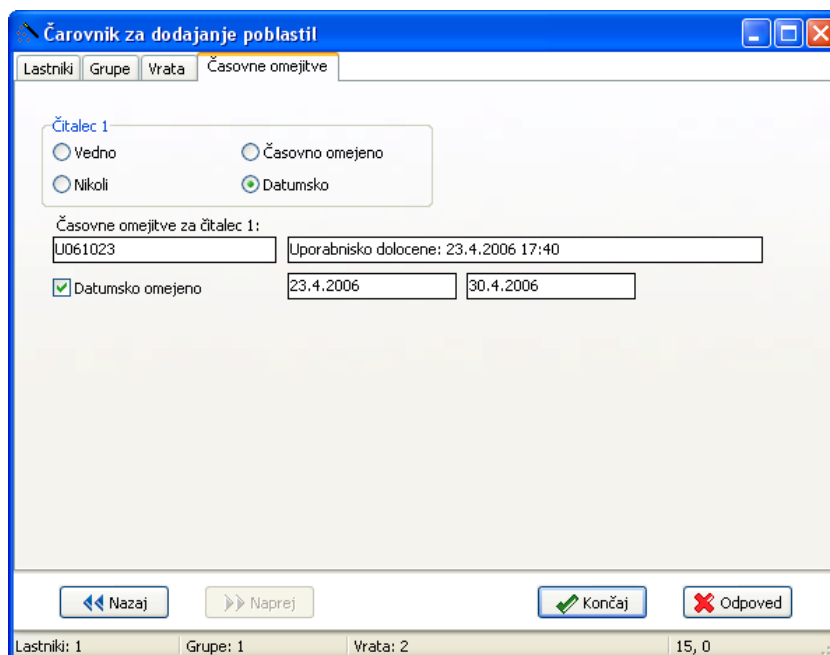 Čarovnik za dodajanje poblastil
Lastniki Grupe Vrata Časovne omejitve
Čitalec 1
Vedno Časovno omejeno
Nikoli Datumsko
Časovne omejitve za čitalec 1:
U061023 Uporabnisko dolocene: 23.4.2006 17:40
Datumsko omejeno 23.4.2006 30.4.2006
Nazaj Naprej Končaj Odpoved
Lastniki: 1 Grupe: 1 Vrata: 2 15, 0